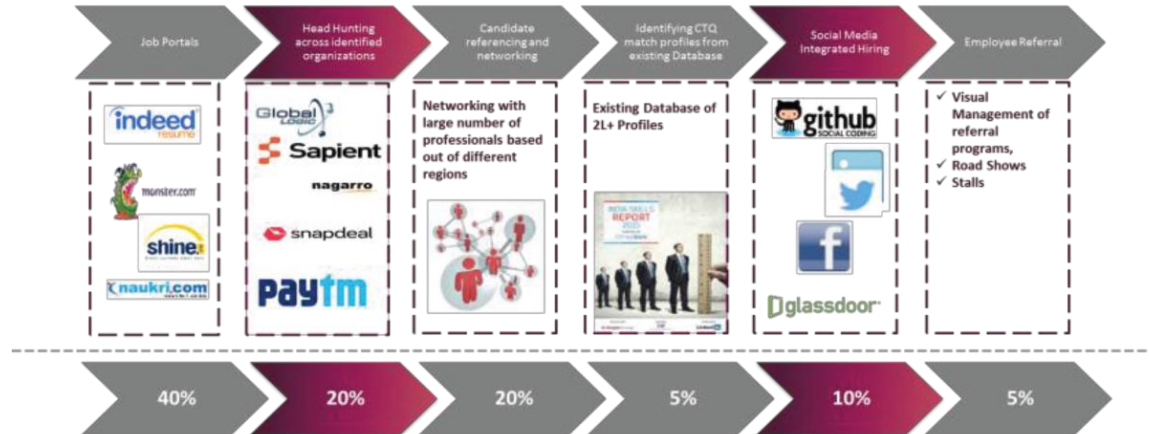 Job Portals
Head Hunting
across identified
organizations
Candidate
referencing and
networking
Identifying CTQ
match profiles from
existing Database
Social Media
Integrated Hiring
Employee Referral
indeed
resume
monster.com
shine
naukri.com
Global
LOGIC
Sapient
nagarro
snapdeal
paytm
Networking with
large number of
professionals based
out of different
regions
Existing Database of
2L+ Profiles
INDIA SKILLS
REPORT
github
SOCIAL CODING
f
glassdoor
✓ Visual
Management of
referral
programs,
✓ Road Shows
✓ Stalls
40%
20%
20%
5%
10%
5%